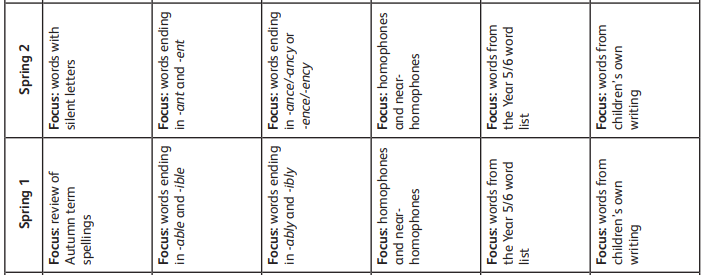 Spring 1
Spring 2
Focus: review of
Autumn term
spellings
Focus: words with
silent letters
Focus: words ending
in -able and -ible
Focus: words ending
in -ant and -ent
Focus: words ending
in -ably and -ibly
Focus: words ending
in -ance/-ancy or
-ence/-ency
Focus: homophones
and near-
homophones
Focus: homophones
and near-
homophones
Focus: words from
the Year 5/6 word
list
Focus: words from
the Year 5/6 word
list
Focus: words from
children's own
writing
Focus: words from
children's own
writing